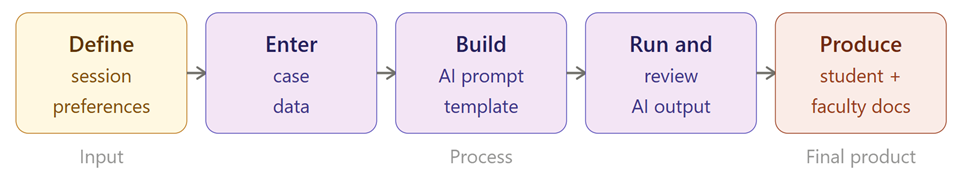 Define
session
preferences
Enter
case
data
Build
AI prompt
template
Run and
review
AI output
Produce
student +
faculty docs
Input
Process
Final product